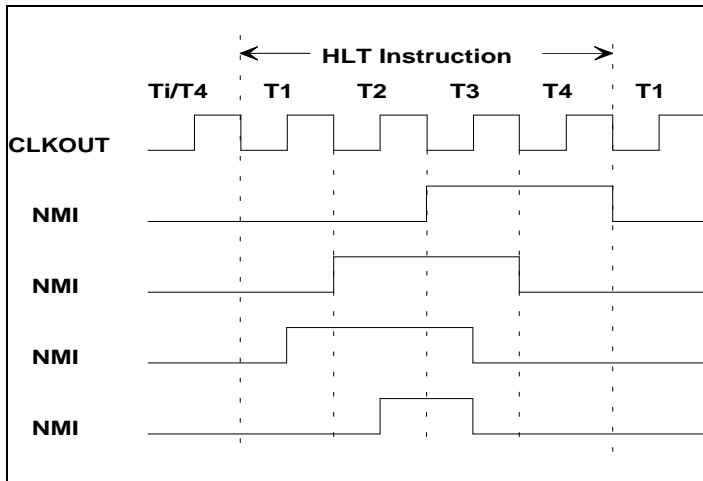 HLT Instruction
Ti/T4 T1 T2 T3 T4 T1
CLKOUT
NMI
NMI
NMI
NMI